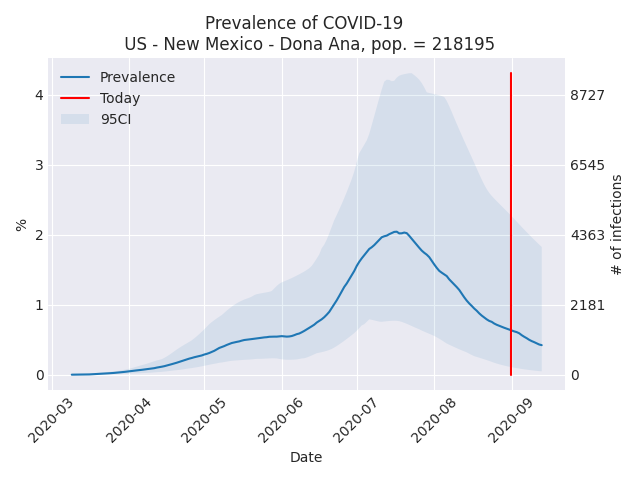 Prevalence of COVID-19
US - New Mexico - Dona Ana, pop. = 218195
Prevalence
Today
95CI
4
3
2
1
0
%
8727
6545
4363
2181
0
# of infections
2020-03
2020-04
2020-05
2020-06
2020-07
2020-08
2020-09
Date